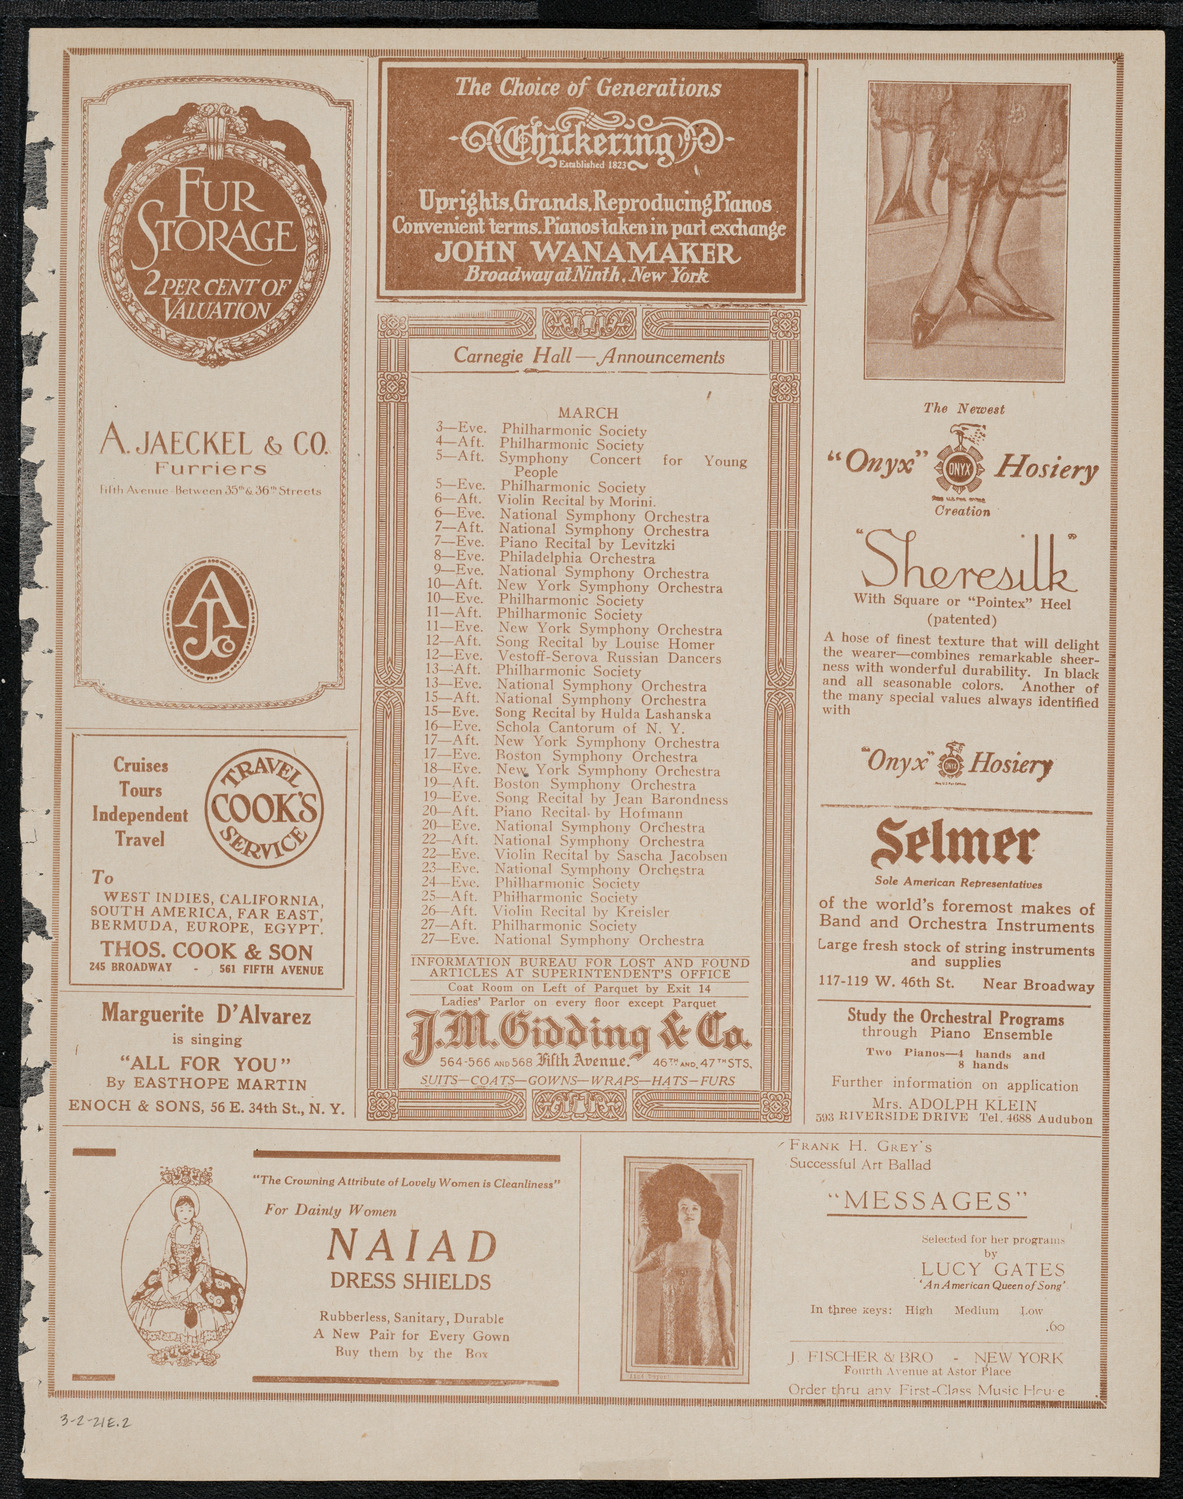 FUR
STORAGE
2 PER CENT OF
VALUATION
A. JAECKEL & CO.
Furriers
Fifth Avenue-Between 35th & 36th Streets
AJCo
Cruises
Tours
Independent
Travel
TRAVEL
COOK'S
SERVICE
To
WEST INDIES, CALIFORNIA,
SOUTH AMERICA, FAR EAST,
BERMUDA, EUROPE, EGYPT.
THOS. COOK & SON
245 BROADWAY - 561 FIFTH AVENUE
Marguerite D'Alvarez
is singing
"ALL FOR YOU"
By EASTHOPE MARTIN
ENOCH & SONS, 56 E. 34th St., N. Y.
The Choice of Generations
Chickering
Established 1823
Uprights, Grands, Reproducing Pianos
Convenient terms. Pianos taken in part exchange
JOHN WANAMAKER
Broadway at Ninth, New York
Carnegie Hall — Announcements
MARCH
3—Eve. Philharmonic Society
4—Aft. Philharmonic Society
5—Aft. Symphony Concert for Young
People
5—Eve. Philharmonic Society
6—Aft. Violin Recital by Morini.
6—Eve. National Symphony Orchestra
7—Aft. National Symphony Orchestra
7—Eve. Piano Recital by Levitzki
8—Eve. Philadelphia Orchestra
9—Eve. National Symphony Orchestra
10—Aft. New York Symphony Orchestra
10—Eve. Philharmonic Society
11—Aft. Philharmonic Society
11—Eve. New York Symphony Orchestra
12—Aft. Song Recital by Louise Homer
12—Eve. Vestoff-Serova Russian Dancers
13—Aft. Philharmonic Society
13—Eve. National Symphony Orchestra
15—Aft. National Symphony Orchestra
15—Eve. Song Recital by Hulda Lashanska
16—Eve. Schola Cantorum of N. Y.
17—Aft. New York Symphony Orchestra
17—Eve. Boston Symphony Orchestra
18—Eve. New York Symphony Orchestra
19—Aft. Boston Symphony Orchestra
19—Eve. Song Recital by Jean Barondness
20—Aft. Piano Recital by Hofmann
20—Eve. National Symphony Orchestra
22—Aft. National Symphony Orchestra
22—Eve. Violin Recital by Sascha Jacobsen
23—Eve. National Symphony Orchestra
24—Eve. Philharmonic Society
25—Aft. Philharmonic Society
26—Aft. Violin Recital by Kreisler
27—Aft. Philharmonic Society
27—Eve. National Symphony Orchestra
INFORMATION BUREAU FOR LOST AND FOUND
ARTICLES AT SUPERINTENDENT'S OFFICE
Coat Room on Left of Parquet by Exit 14
Ladies' Parlor on every floor except Parquet
J.M. Gidding & Co.
564-566 AND 568 Fifth Avenue. 46TH AND 47TH STS.
SUITS—COATS—GOWNS—WRAPS—HATS—FURS
The Newest
"Onyx" ONYX Hosiery
Creation
"Sheresilk"
With Square or "Pointex" Heel
(patented)
A hose of finest texture that will delight
the wearer—combines remarkable sheer-
ness with wonderful durability. In black
and all seasonable colors. Another of
the many special values always identified
with
"Onyx" ONYX Hosiery
Selmer
Sole American Representatives
of the world's foremost makes of
Band and Orchestra Instruments
Large fresh stock of string instruments
and supplies
117-119 W. 46th St. Near Broadway
Study the Orchestral Programs
through Piano Ensemble
Two Pianos—4 hands and
8 hands
Further information on application
Mrs. ADOLPH KLEIN
593 RIVERSIDE DRIVE Tel. 4688 Audubon
"The Crowning Attribute of Lovely Women is Cleanliness"
For Dainty Women
NAIAD
DRESS SHIELDS
Rubberless, Sanitary, Durable
A New Pair for Every Gown
Buy them by the Box
FRANK H. GREY'S
Successful Art Ballad
"MESSAGES"
Selected for her programs
by
LUCY GATES
'An American Queen of Song'
In three keys: High Medium Low
.60
J. FISCHER & BRO - NEW YORK
Fourth Avenue at Astor Place
Order thru any First-Class Music House
3-2-21E.2